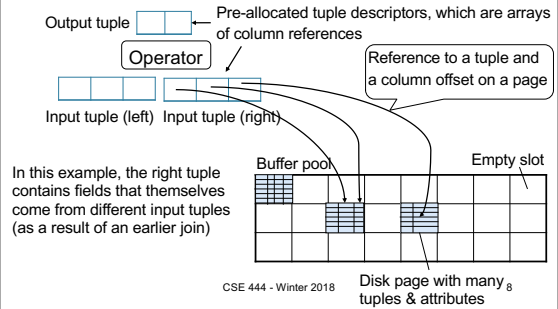 Output tuple
Pre-allocated tuple descriptors, which are arrays
of column references
Operator
Reference to a tuple and
a column offset on a page
Input tuple (left)
Input tuple (right)
In this example, the right tuple
contains fields that themselves
come from different input tuples
(as a result of an earlier join)
Buffer pool
Empty slot
Disk page with many
tuples & attributes
CSE 444 - Winter 2018
8